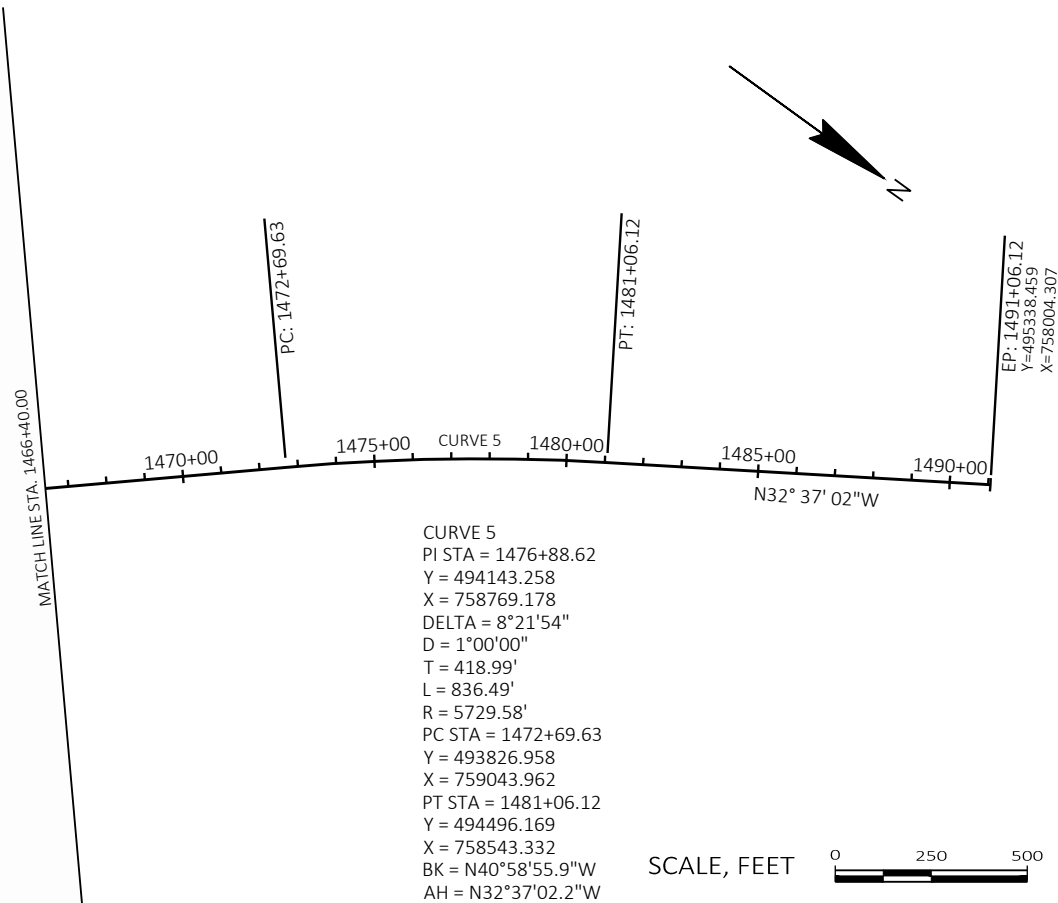 N
PC: 1472+69.63
PT: 1481+06.12
EP: 1491+06.12
Y=495338.459
X=758004.307
MATCH LINE STA. 1466+40.00
1470+00
1475+00
CURVE 5
1480+00
1485+00
1490+00
N32° 37' 02"W
CURVE 5
PI STA = 1476+88.62
Y = 494143.258
X = 758769.178
DELTA = 8°21'54"
D = 1°00'00"
T = 418.99'
L = 836.49'
R = 5729.58'
PC STA = 1472+69.63
Y = 493826.958
X = 759043.962
PT STA = 1481+06.12
Y = 494496.169
X = 758543.332
BK = N40°58'55.9"W
AH = N32°37'02.2"W
SCALE, FEET
0 250 500